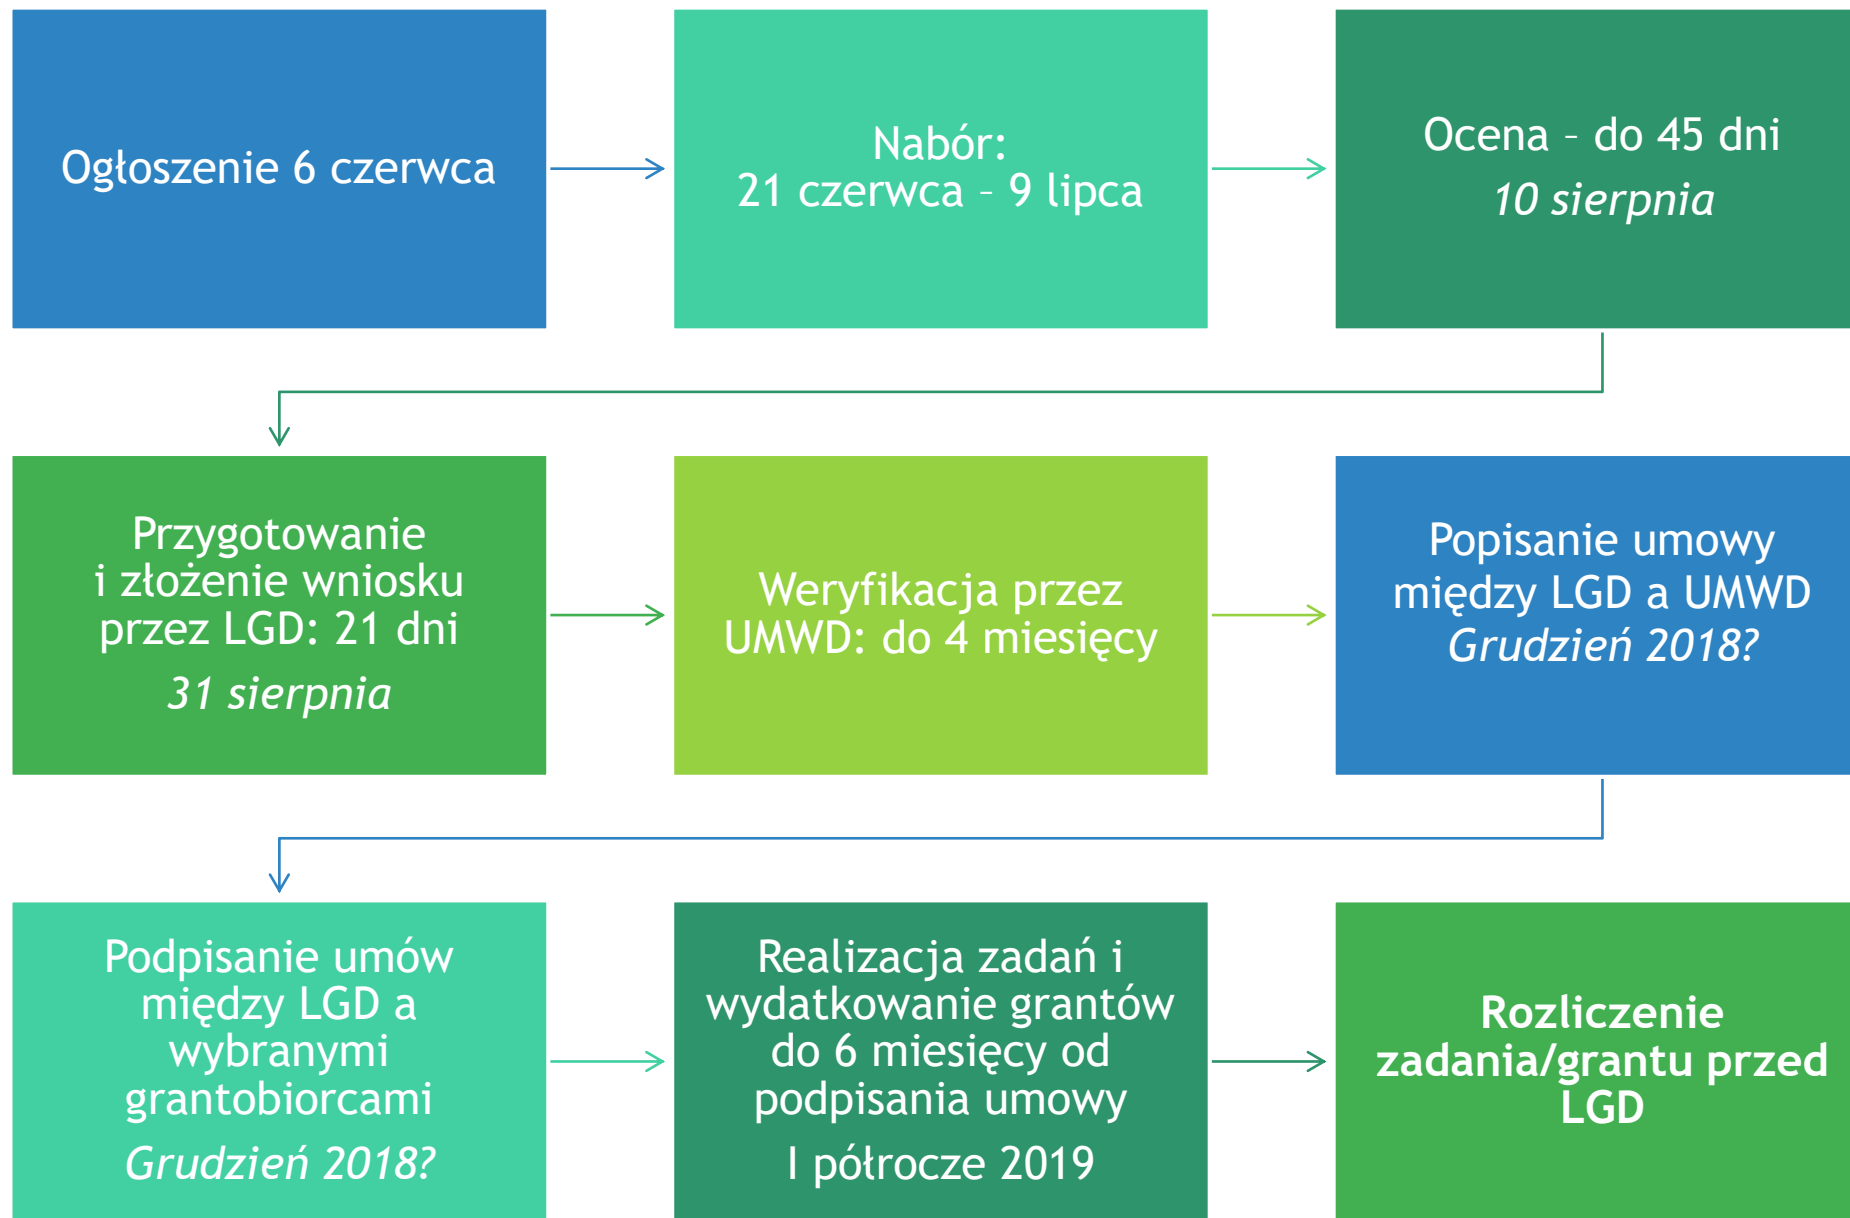 Ogłoszenie 6 czerwca
Nabór:
21 czerwca – 9 lipca
Ocena – do 45 dni
10 sierpnia
Przygotowanie
i złożenie wniosku
przez LGD: 21 dni
31 sierpnia
Weryfikacja przez
UMWD: do 4 miesięcy
Popisanie umowy
między LGD a UMWD
Grudzień 2018?
Podpisanie umów
między LGD a
wybranymi
grantobiorcami
Grudzień 2018?
Realizacja zadań i
wydatkowanie grantów
do 6 miesięcy od
podpisania umowy
I półrocze 2019
Rozliczenie
zadania/grantu przed
LGD